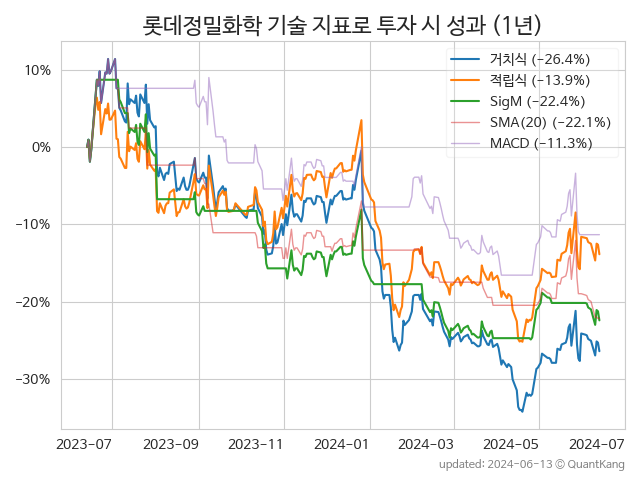 롯데정밀화학 기술 지표로 투자 시 성과 (1년)
거치식 (−26.4%)
적립식 (−13.9%)
SigM (−22.4%)
SMA(20) (−22.1%)
MACD (−11.3%)
10%
0%
−10%
−20%
−30%
2023-07 2023-09 2023-11 2024-01 2024-03 2024-05 2024-07
updated: 2024-06-13 © QuantKang